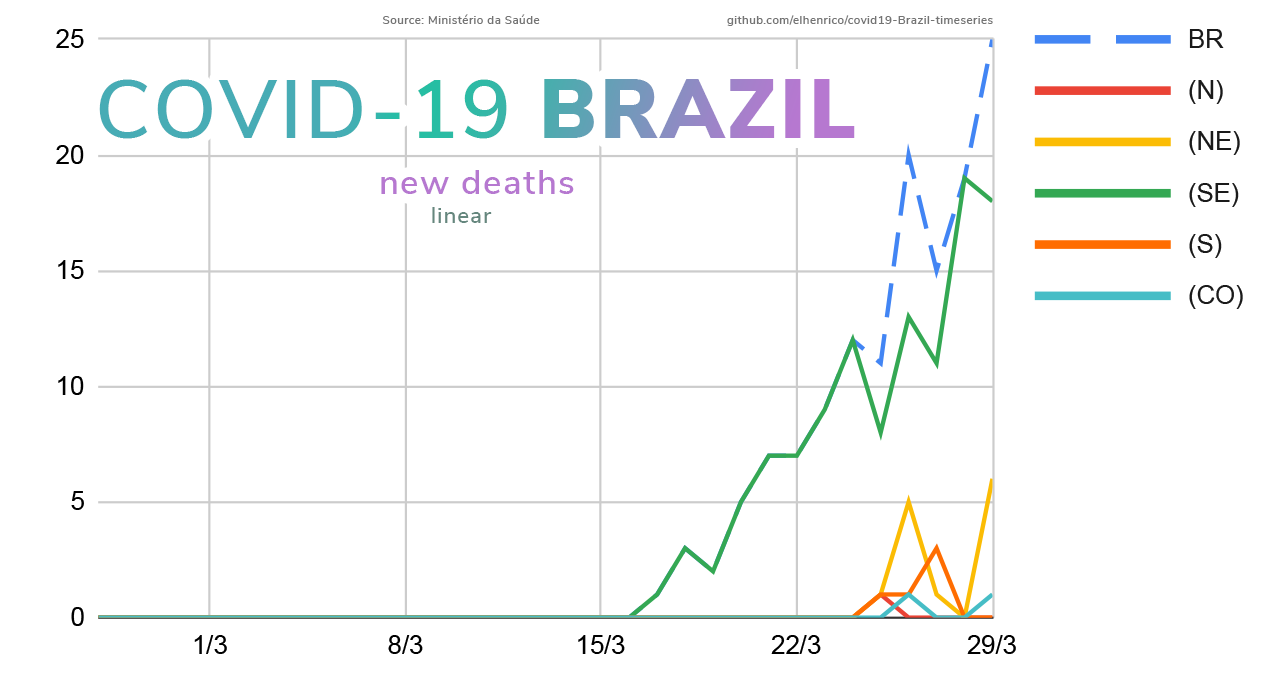 Source: Ministério da Saúde
github.com/elhenrico/covid19-Brazil-timeseries
COVID-19 BRAZIL
new deaths
linear
25
20
15
10
5
0
1/3
8/3
15/3
22/3
29/3
BR
(N)
(NE)
(SE)
(S)
(CO)